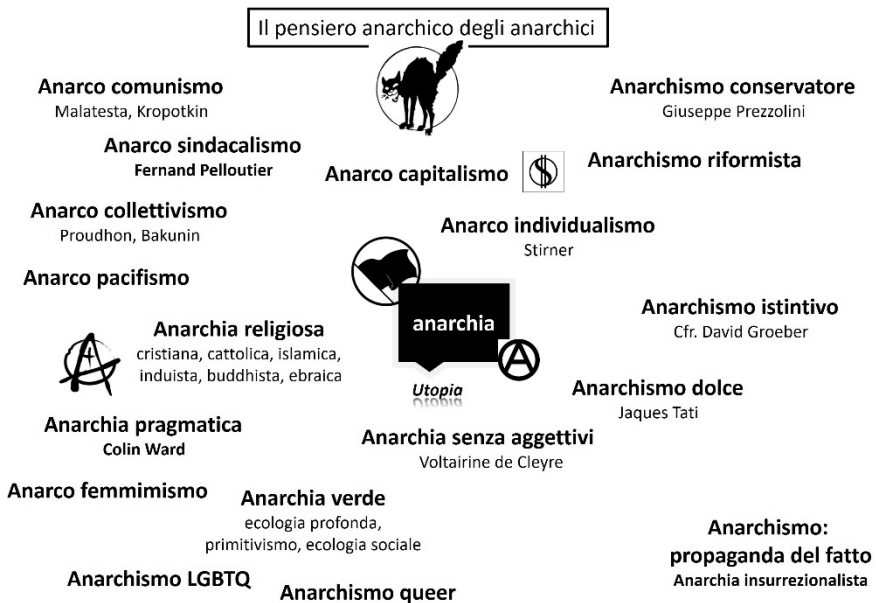 Il pensiero anarchico degli anarchici
Anarco comunismo
Malatesta, Kropotkin
Anarchismo conservatore
Giuseppe Prezzolini
Anarco sindacalismo
Fernand Pelloutier
Anarco capitalismo
$
Anarchismo riformista
Anarco collettivismo
Proudhon, Bakunin
Anarco individualismo
Stirner
Anarco pacifismo
anarchia
Utopia
A
Anarchismo istintivo
Cfr. David Groeber
A
Anarchia religiosa
cristiana, cattolica, islamica,
induista, buddhista, ebraica
Anarchismo dolce
Jaques Tati
Anarchia pragmatica
Colin Ward
Anarchia senza aggettivi
Voltairine de Cleyre
Anarco femmimismo
Anarchia verde
ecologia profonda,
primitivismo, ecologia sociale
Anarchismo:
propaganda del fatto
Anarchia insurrezionalista
Anarchismo LGBTQ
Anarchismo queer